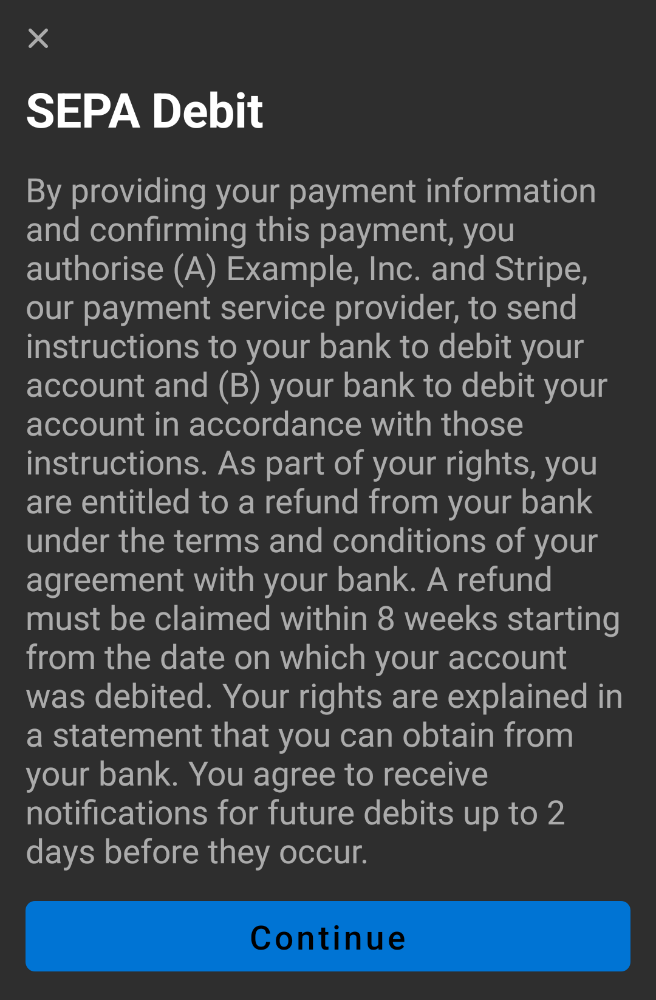 SEPA Debit
By providing your payment information
and confirming this payment, you
authorise (A) Example, Inc. and Stripe,
our payment service provider, to send
instructions to your bank to debit your
account and (B) your bank to debit your
account in accordance with those
instructions. As part of your rights, you
are entitled to a refund from your bank
under the terms and conditions of your
agreement with your bank. A refund
must be claimed within 8 weeks starting
from the date on which your account
was debited. Your rights are explained in
a statement that you can obtain from
your bank. You agree to receive
notifications for future debits up to 2
days before they occur.
Continue